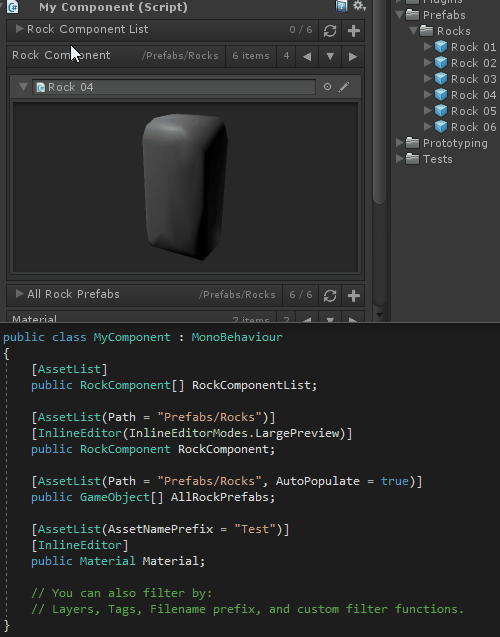 My Component (Script)
Rock Component List 0 / 6
Rock Component /Prefabs/Rocks 6 items 4
Rock 04
All Rock Prefabs /Prefabs/Rocks 6 / 6
Material 2 items 2
Plugins
Prefabs
Rocks
Rock 01
Rock 02
Rock 03
Rock 04
Rock 05
Rock 06
Prototyping
Tests
public class MyComponent : MonoBehaviour
{
[AssetList]
public RockComponent[] RockComponentList;
[AssetList(Path = "Prefabs/Rocks")]
[InlineEditor(InlineEditorModes.LargePreview)]
public RockComponent RockComponent;
[AssetList(Path = "Prefabs/Rocks", AutoPopulate = true)]
public GameObject[] AllRockPrefabs;
[AssetList(AssetNamePrefix = "Test")]
[InlineEditor]
public Material Material;
// You can also filter by:
// Layers, Tags, Filename prefix, and custom filter functions.
}